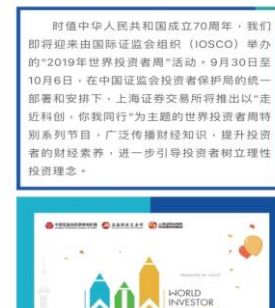 时值中华人民共和国成立70周年，我们
即将迎来由国际证监会组织（IOSCO）举办
的“2019年世界投资者周”活动。9月30日至
10月6日，在中国证监会投资者保护局的统一
部署和安排下，上海证券交易所将推出以“走
近科创，你我同行”为主题的世界投资者周特
别系列节目，广泛传播财经知识，提升投资
者的财经素养，进一步引导投资者树立理性
投资理念。
WORLD
INVESTOR